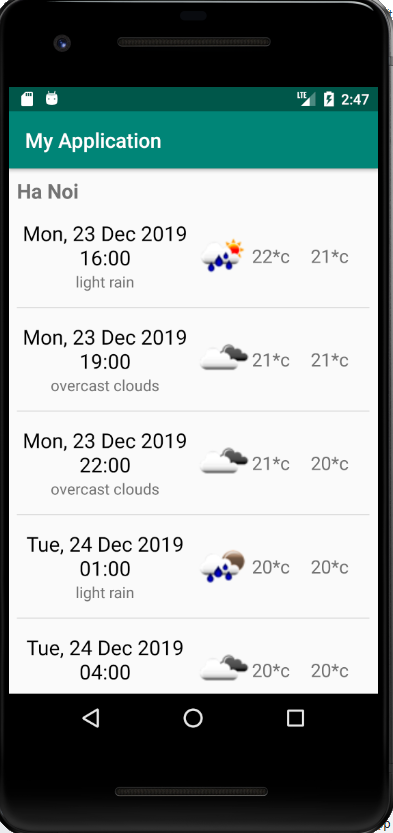 LTE 2:47
My Application
Ha Noi
Mon, 23 Dec 2019
16:00
light rain
22*c 21*c
Mon, 23 Dec 2019
19:00
overcast clouds
21*c 21*c
Mon, 23 Dec 2019
22:00
overcast clouds
21*c 20*c
Tue, 24 Dec 2019
01:00
light rain
20*c 20*c
Tue, 24 Dec 2019
04:00
20*c 20*c